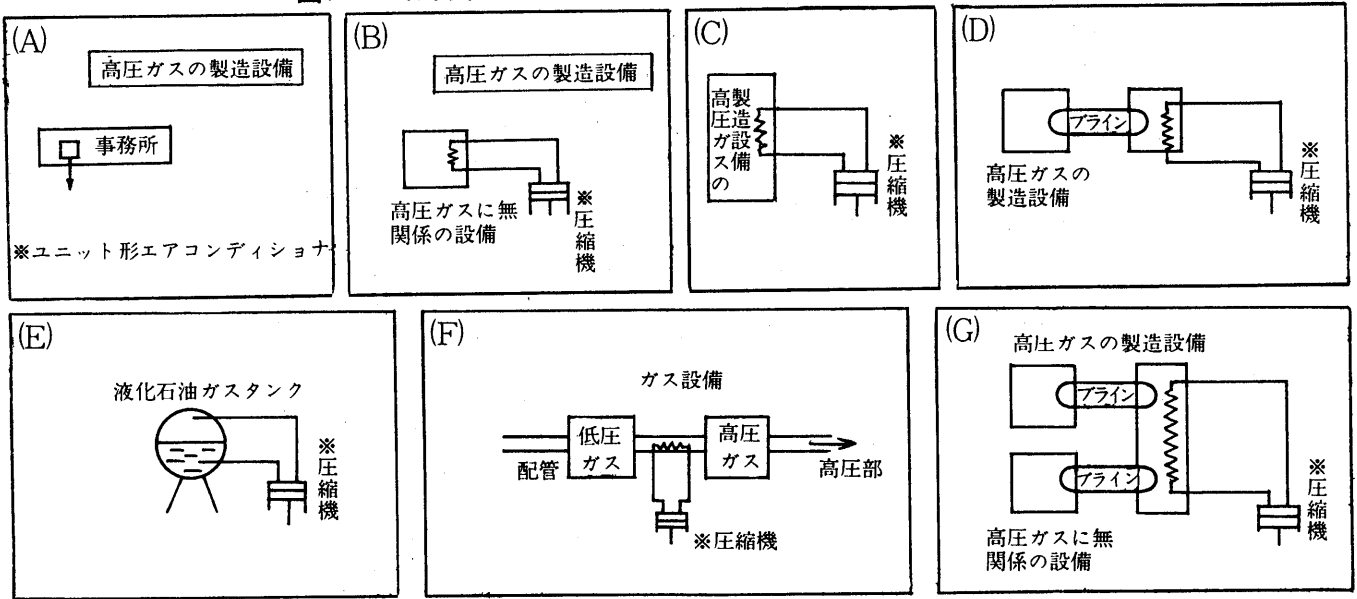 (A)
高圧ガスの製造設備
事務所
※ユニット形エアコンディショナ
(B)
高圧ガスの製造設備
高圧ガスに無
関係の設備
※圧縮機
(C)
高圧ガスの
製造設備
※圧縮機
(D)
ブライン
高圧ガスの
製造設備
※圧縮機
(E)
液化石油ガスタンク
※圧縮機
(F)
ガス設備
低圧
ガス
高圧
ガス
配管
高圧部
※圧縮機
(G)
高圧ガスの製造設備
ブライン
ブライン
高圧ガスに無
関係の設備
※圧縮機